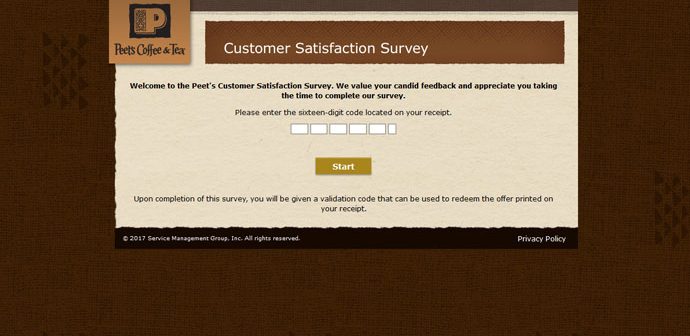 Peet's Coffee & Tea
Customer Satisfaction Survey
Welcome to the Peet's Customer Satisfaction Survey. We value your candid feedback and appreciate you taking
the time to complete our survey.
Please enter the sixteen-digit code located on your receipt.
Start
Upon completion of this survey, you will be given a validation code that can be used to redeem the offer printed on
your receipt.
© 2017 Service Management Group, Inc. All rights reserved.
Privacy Policy